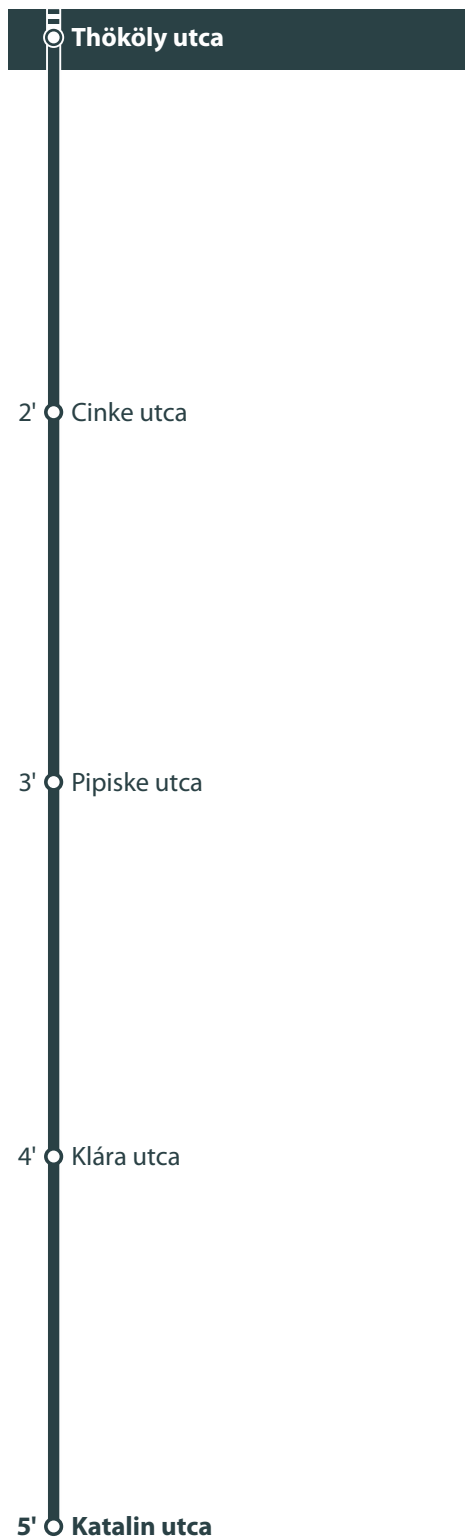 Thököly utca
2' Cinke utca
3' Pipiske utca
4' Klára utca
5' Katalin utca